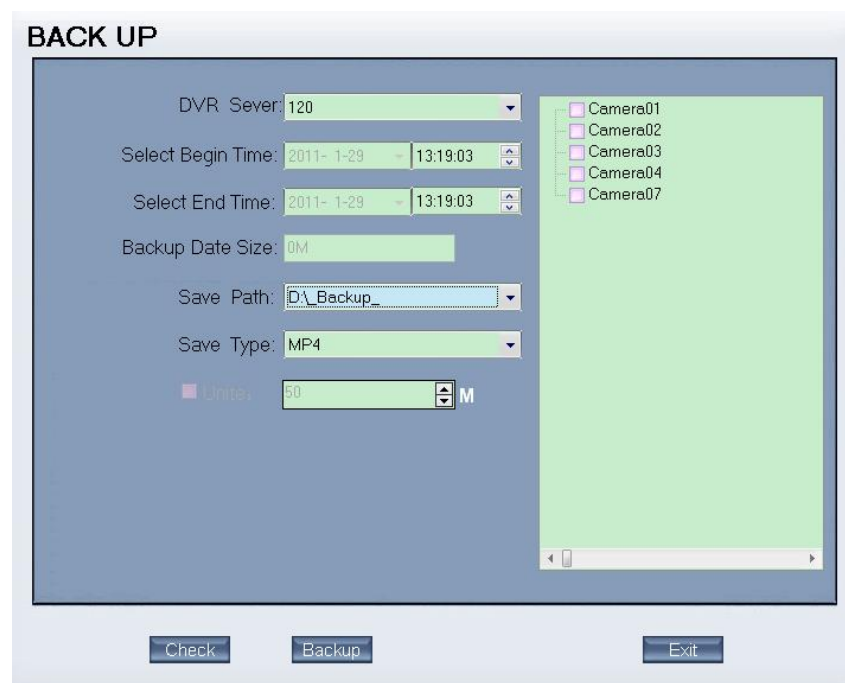 BACK UP
DVR Sever: 120
Select Begin Time: 2011- 1-29 13:19:03
Select End Time: 2011- 1-29 13:19:03
Backup Date Size: 0M
Save Path: D:\_Backup_
Save Type: MP4
Unite: 50 M
Camera01
Camera02
Camera03
Camera04
Camera07
Check Backup Exit